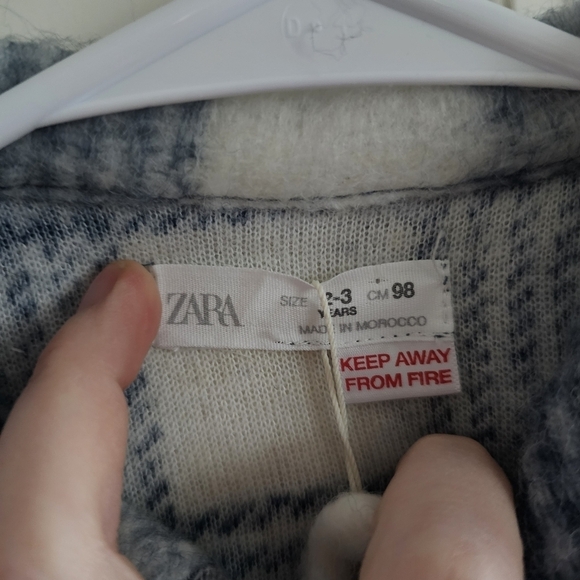 ZARA
SIZE 2-3 CM 98
YEARS
MADE IN MOROCCO
KEEP AWAY
FROM FIRE